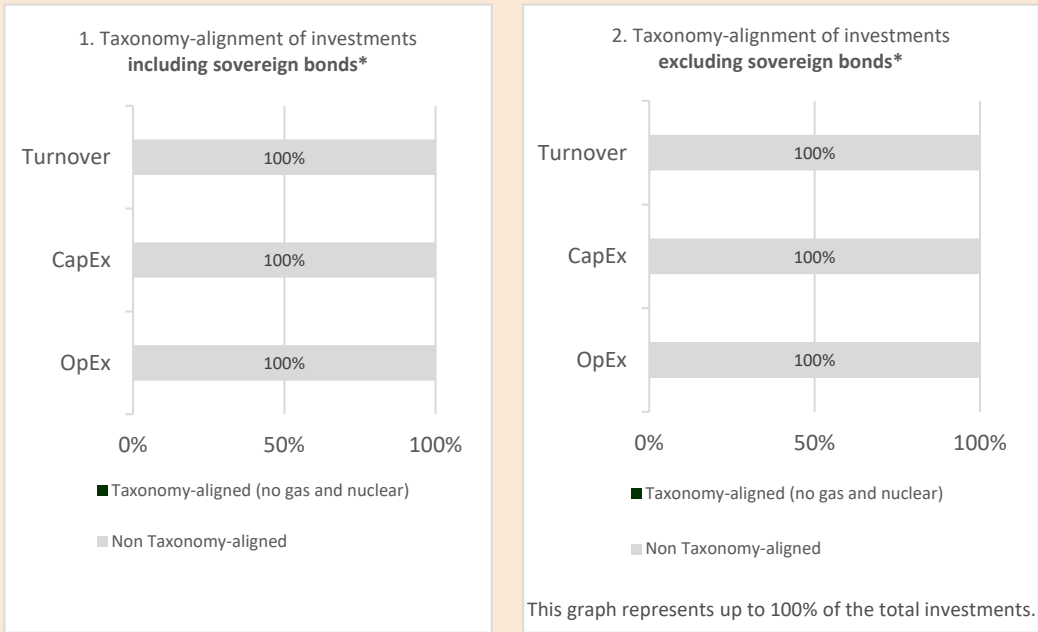 1. Taxonomy-alignment of investments
including sovereign bonds*
Turnover
100%
CapEx
100%
OpEx
100%
0%
50%
100%
Taxonomy-aligned (no gas and nuclear)
Non Taxonomy-aligned
2. Taxonomy-alignment of investments
excluding sovereign bonds*
Turnover
100%
CapEx
100%
OpEx
100%
0%
50%
100%
Taxonomy-aligned (no gas and nuclear)
Non Taxonomy-aligned
This graph represents up to 100% of the total investments.